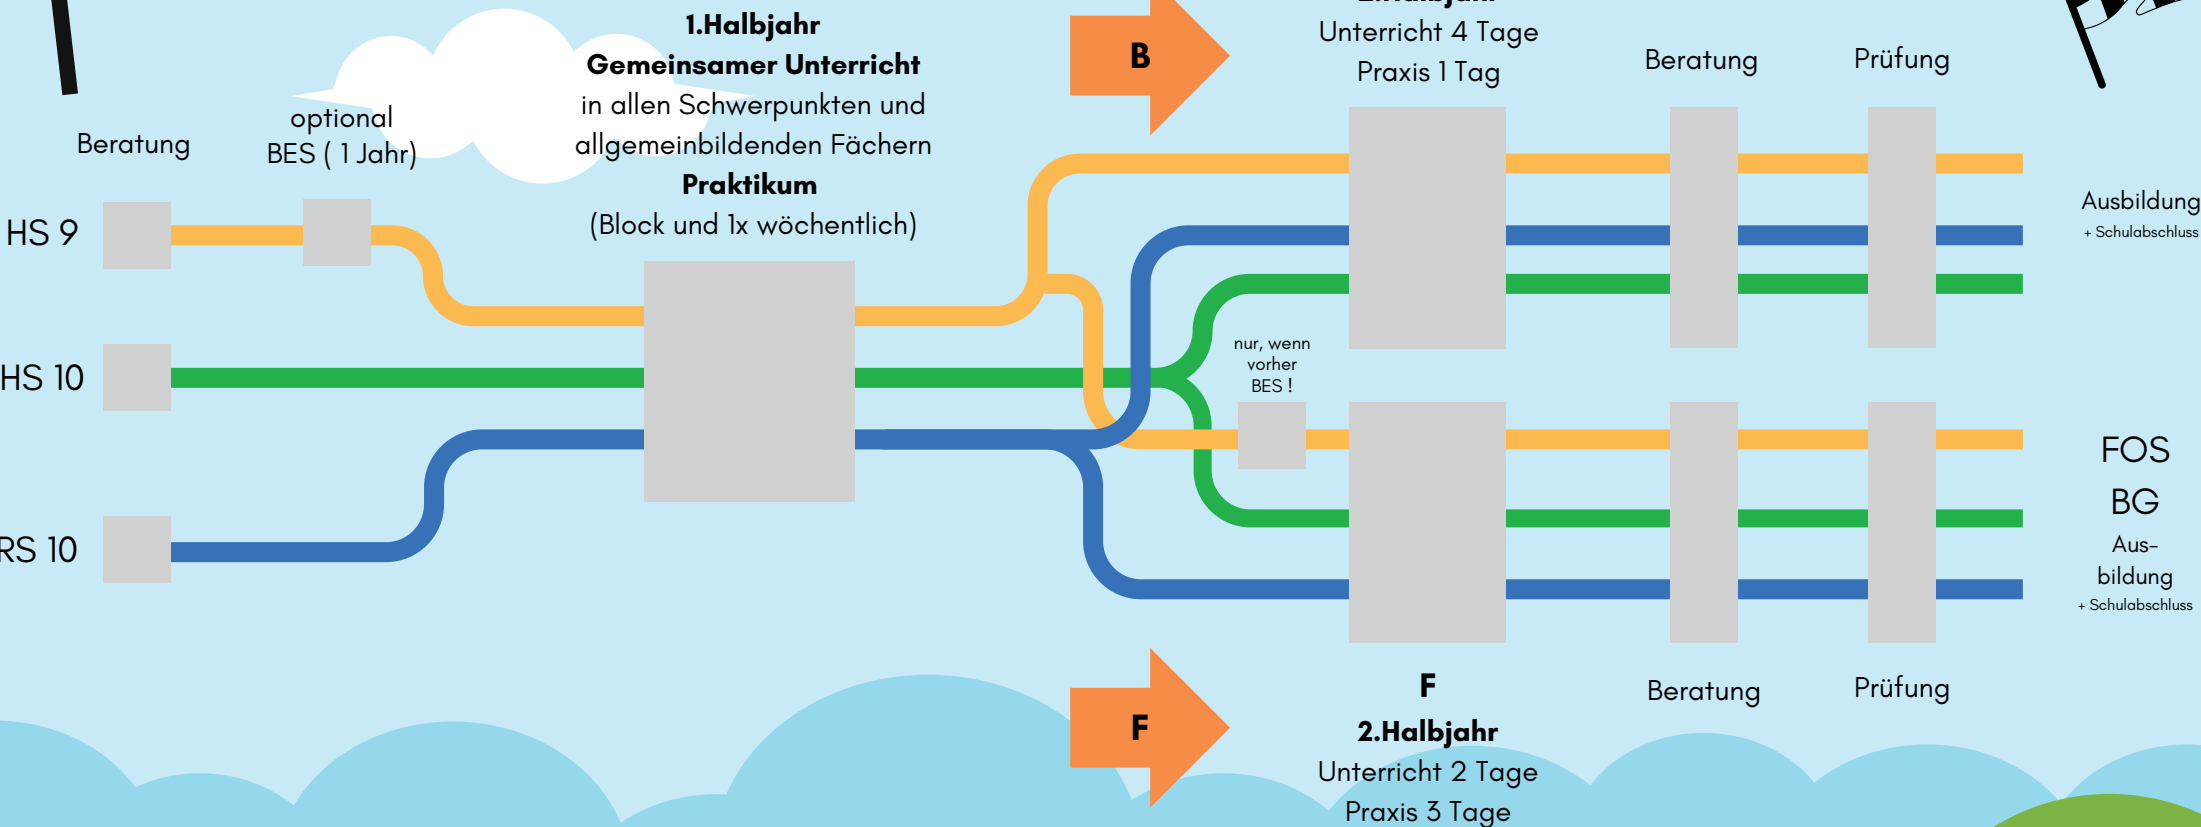 1.Halbjahr
Gemeinsamer Unterricht
in allen Schwerpunkten und
allgemeinbildenden Fächern
Praktikum
(Block und 1x wöchentlich)
B
2.Halbjahr
Unterricht 4 Tage
Praxis 1 Tag
Beratung
Prüfung
Beratung
optional
BES ( 1 Jahr)
HS 9
HS 10
RS 10
nur, wenn
vorher
BES !
Ausbildung
+ Schulabschluss
FOS
BG
Aus-
bildung
+ Schulabschluss
F
F
2.Halbjahr
Unterricht 2 Tage
Praxis 3 Tage
Beratung
Prüfung